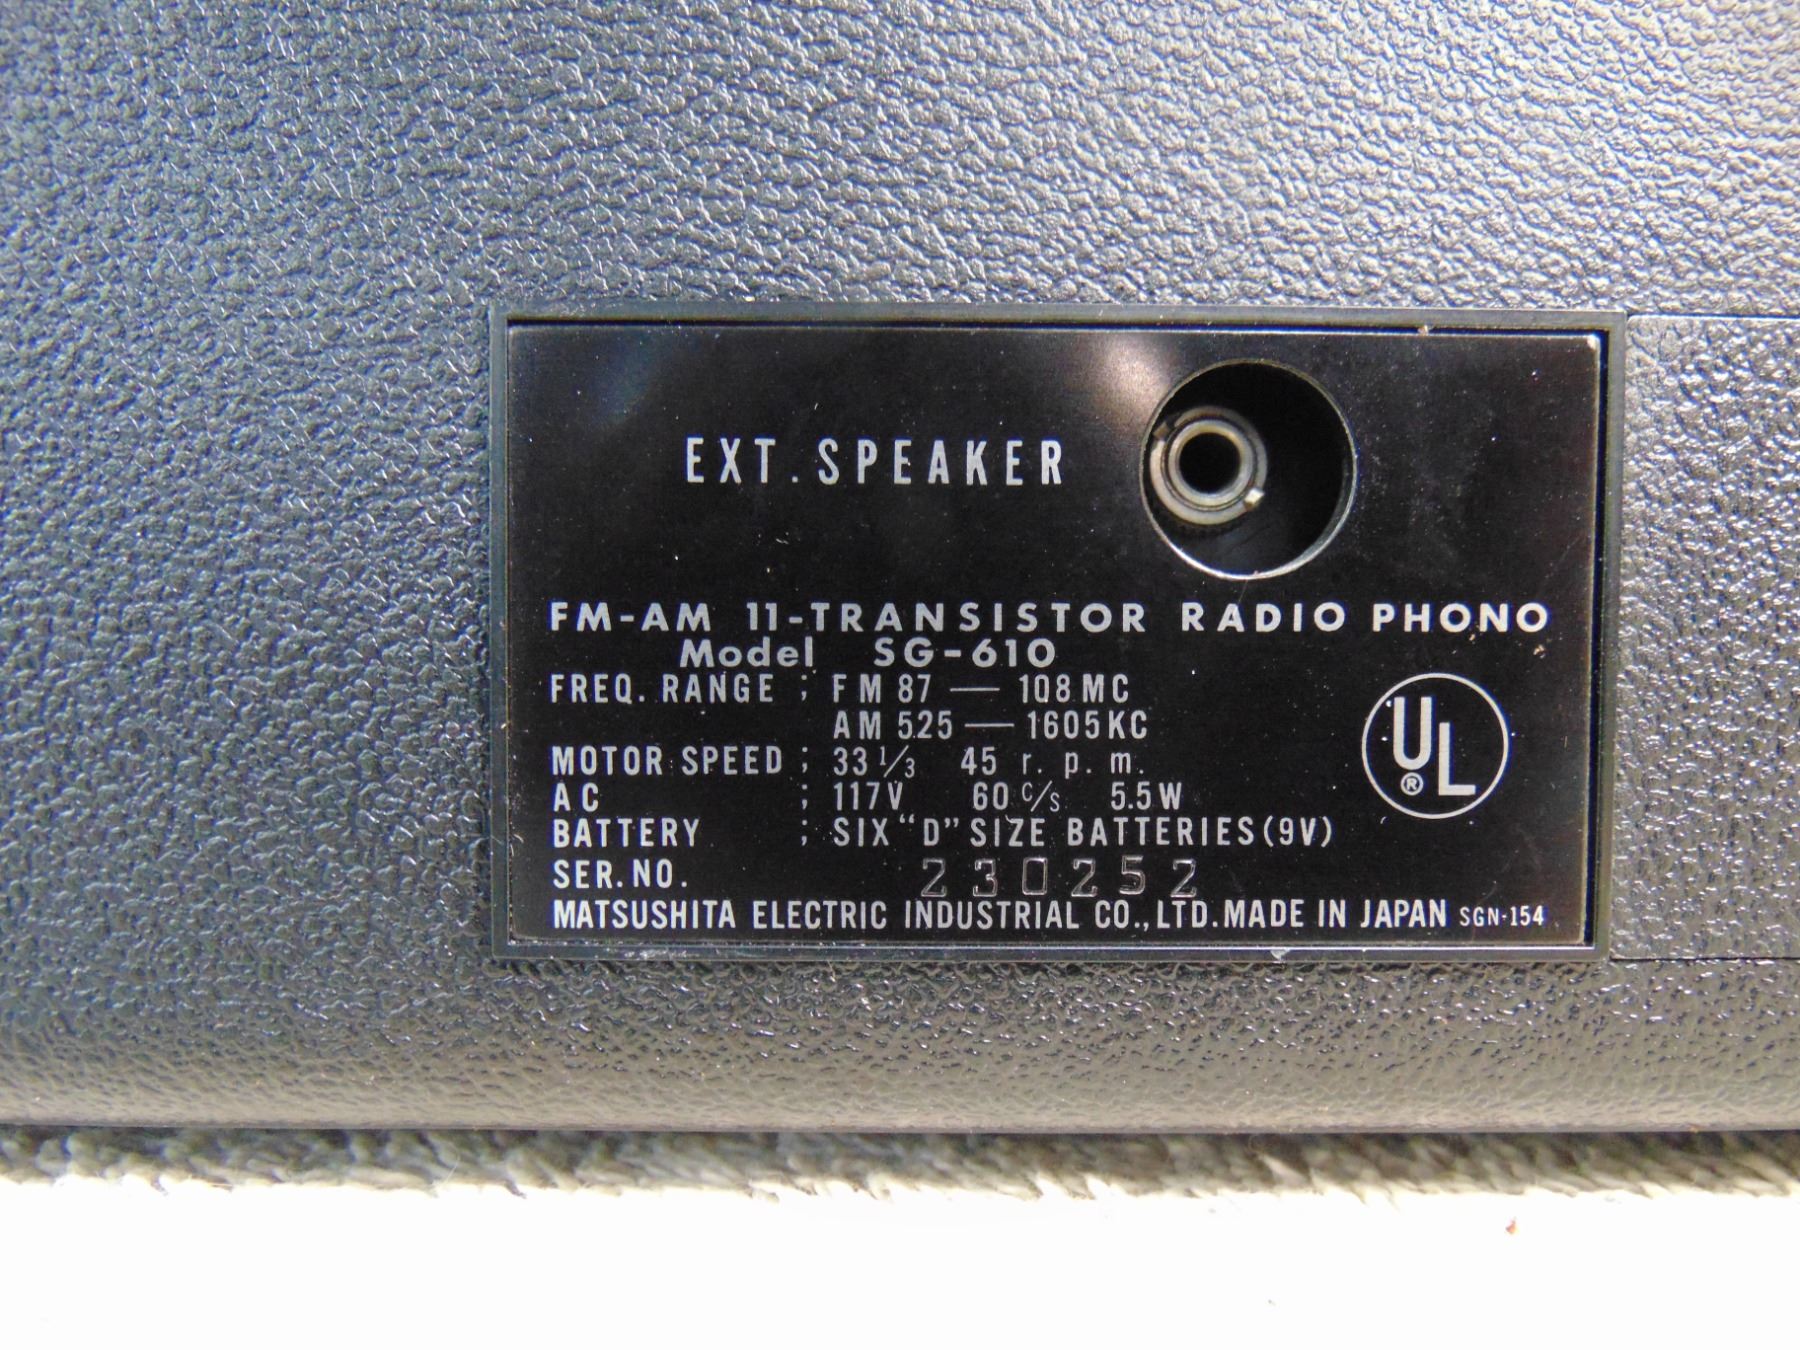 EXT. SPEAKER
FM-AM 11-TRANSISTOR RADIO PHONO
Model SG-610
FREQ. RANGE ; FM 87 — 108 MC
AM 525 — 1605 KC
MOTOR SPEED ; 33 1/3 45 r. p. m.
AC ; 117V 60 c/s 5.5W
BATTERY ; SIX "D" SIZE BATTERIES (9V)
SER. NO. 230252
MATSUSHITA ELECTRIC INDUSTRIAL CO., LTD. MADE IN JAPAN SGN-154
UL ®